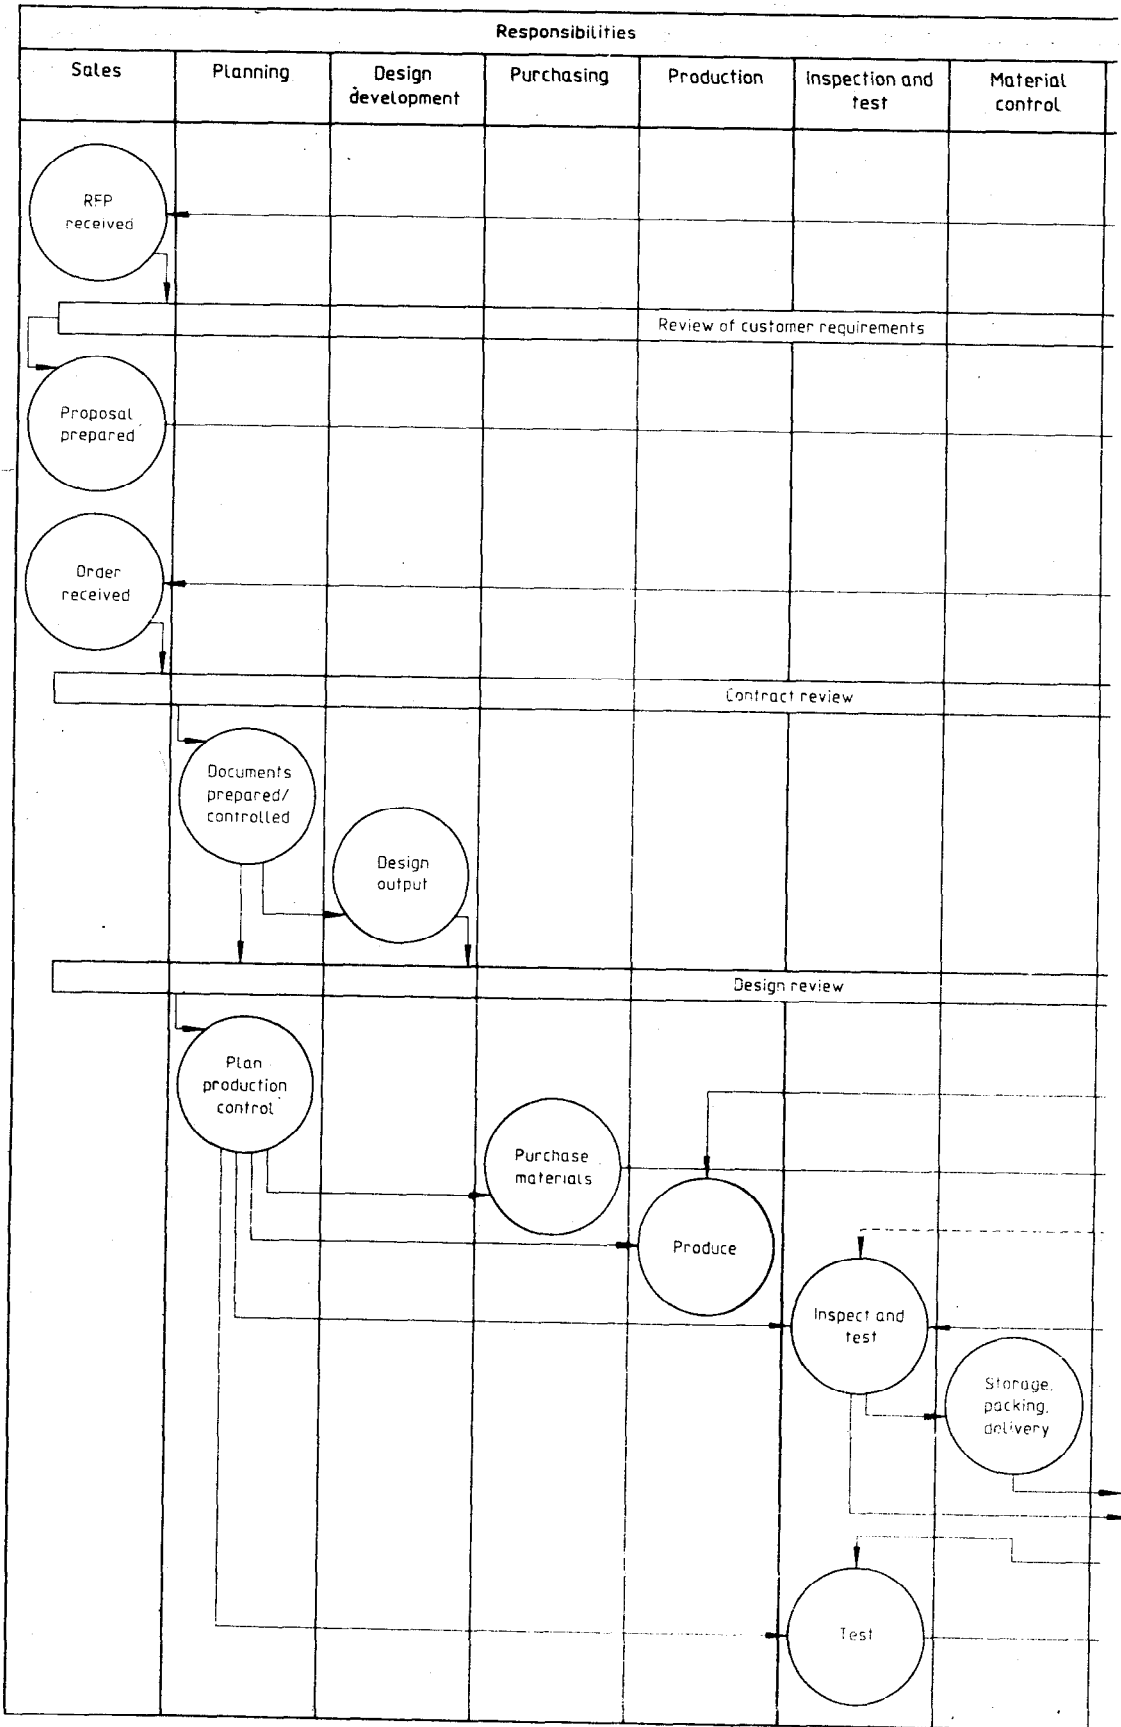 Responsibilities
Sales
Planning
Design
development
Purchasing
Production
Inspection and
test
Material
control
RFP
received
Review of customer requirements
Proposal
prepared
Order
received
Contract review
Documents
prepared/
controlled
Design
output
Design review
Plan
production
control
Purchase
materials
Produce
Inspect and
test
Storage,
packing,
delivery
Test